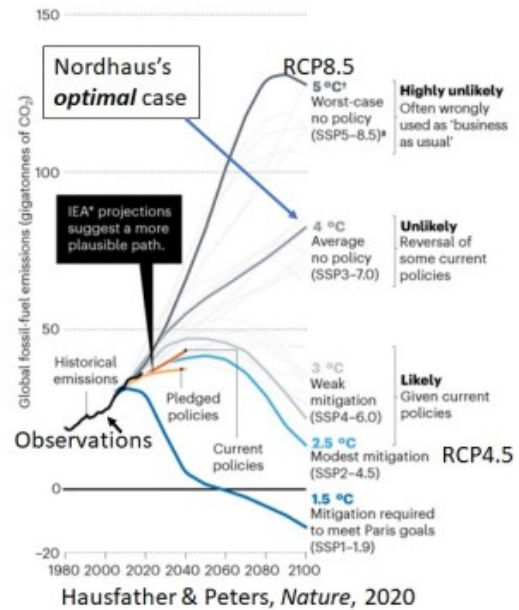 150
100
50
0
−20
Global fossil-fuel emissions (gigatonnes of CO₂)
Nordhaus's
optimal case
RCP8.5
5 °C†
Worst-case
no policy
(SSP5–8.5)‡
Highly unlikely
Often wrongly
used as 'business
as usual'
IEA* projections
suggest a more
plausible path.
4 °C
Average
no policy
(SSP3–7.0)
Unlikely
Reversal of
some current
policies
Historical
emissions
Observations
Pledged
policies
Current
policies
3 °C
Weak
mitigation
(SSP4–6.0)
Likely
Given current
policies
2.5 °C
Modest mitigation
(SSP2–4.5)
RCP4.5
1.5 °C
Mitigation required
to meet Paris goals
(SSP1–1.9)
1980 2000 2020 2040 2060 2080 2100
Hausfather & Peters, Nature, 2020